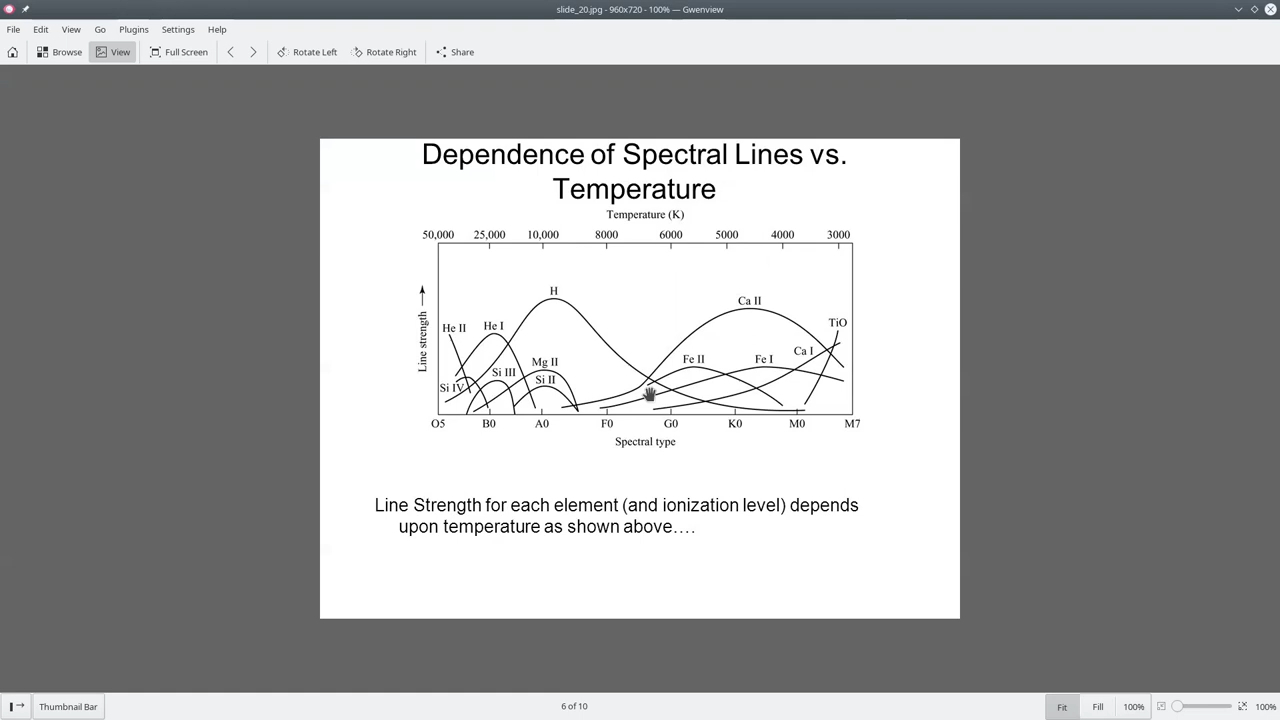 slide_20.jpg - 960x720 - 100% — Gwenview
File Edit View Go Plugins Settings Help
Browse View Full Screen Rotate Left Rotate Right Share
Dependence of Spectral Lines vs.
Temperature
Temperature (K)
50,000 25,000 10,000 8000 6000 5000 4000 3000
H
Ca II
He II He I TiO
Ca I
Mg II Fe II Fe I
Si III
Si II
Si IV
Line strength
O5 B0 A0 F0 G0 K0 M0 M7
Spectral type
Line Strength for each element (and ionization level) depends
upon temperature as shown above….
Thumbnail Bar 6 of 10 Fit Fill 100% 100%